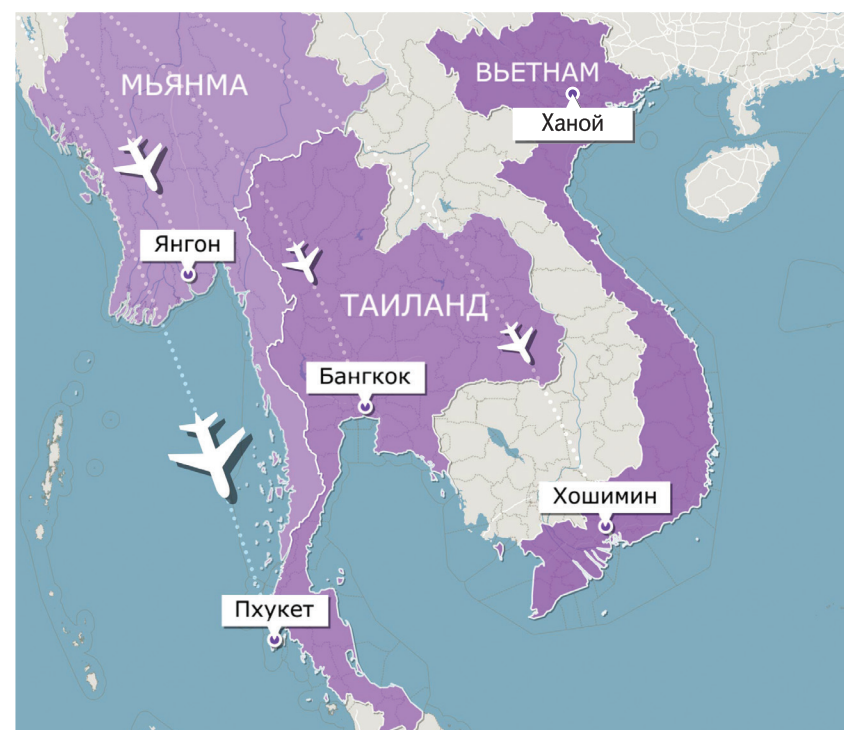 МЬЯНМА
ВЬЕТНАМ
Ханой
Янгон
ТАИЛАНД
Бангкок
Хошимин
Пхукет